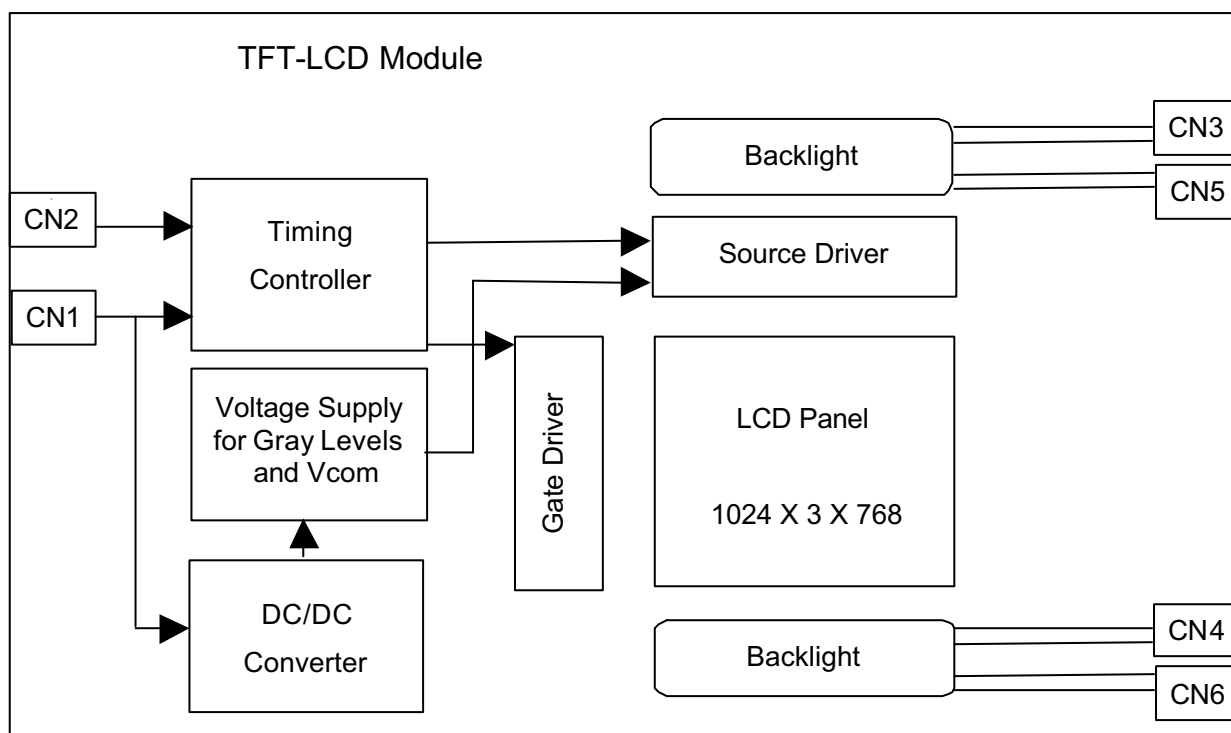 TFT-LCD Module
CN3
Backlight
CN5
CN2
Timing
Controller
Source Driver
CN1
Voltage Supply
for Gray Levels
and Vcom
Gate Driver
LCD Panel
1024 X 3 X 768
DC/DC
Converter
Backlight
CN4
CN6